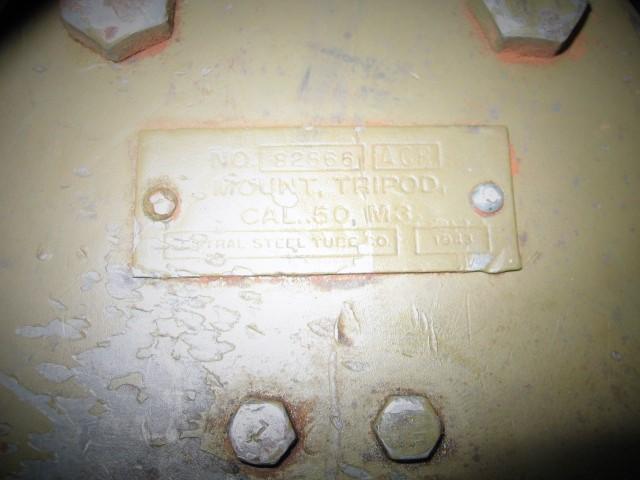 NO. 82566
MOUNT, TRIPOD,
CAL. .50, M3
STEEL TUBE CO.